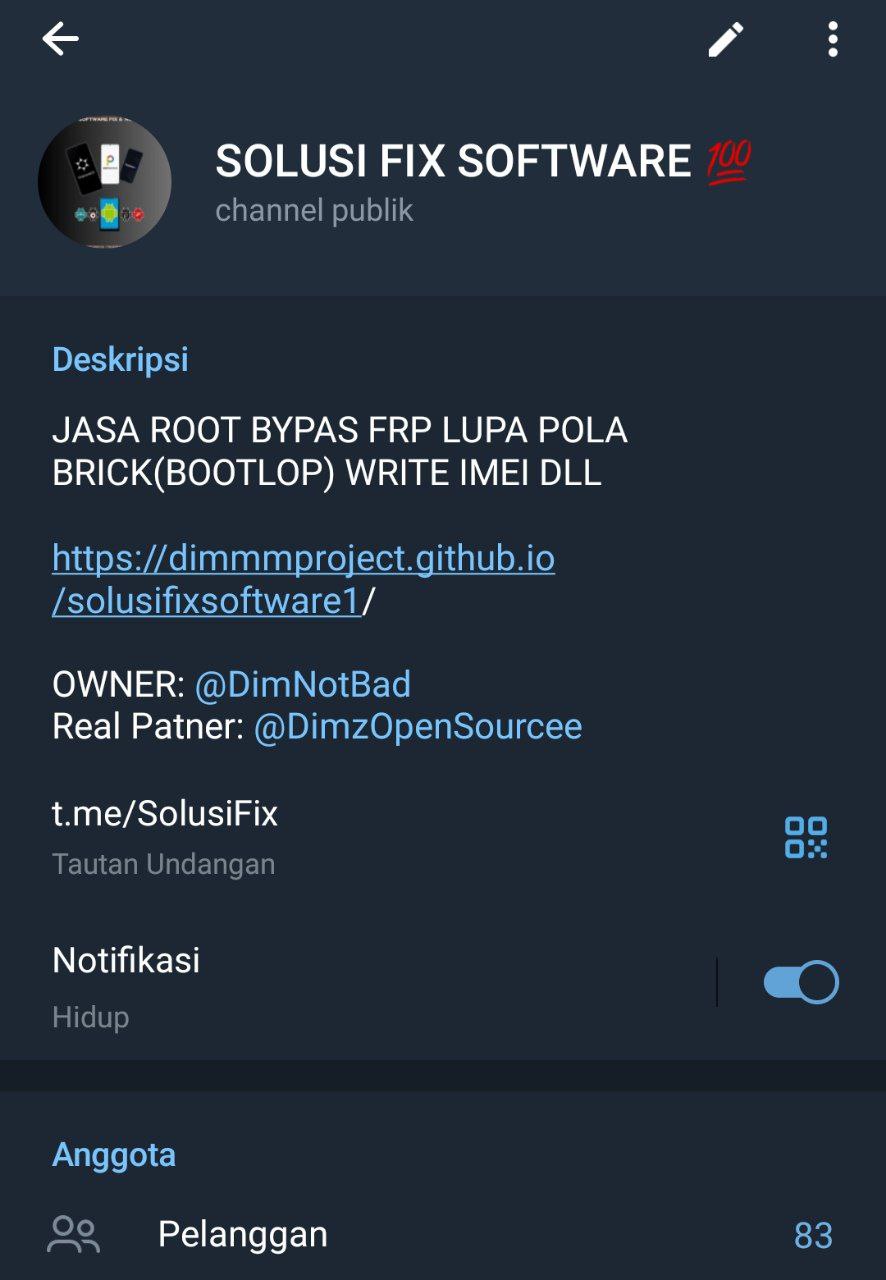 SOLUSI FIX SOFTWARE 💯
channel publik
Deskripsi
JASA ROOT BYPAS FRP LUPA POLA
BRICK(BOOTLOP) WRITE IMEI DLL
https://dimmmproject.github.io
/solusifixsoftware1/
OWNER: @DimNotBad
Real Patner: @DimzOpenSourcee
t.me/SolusiFix
Tautan Undangan
Notifikasi
Hidup
Anggota
Pelanggan 83